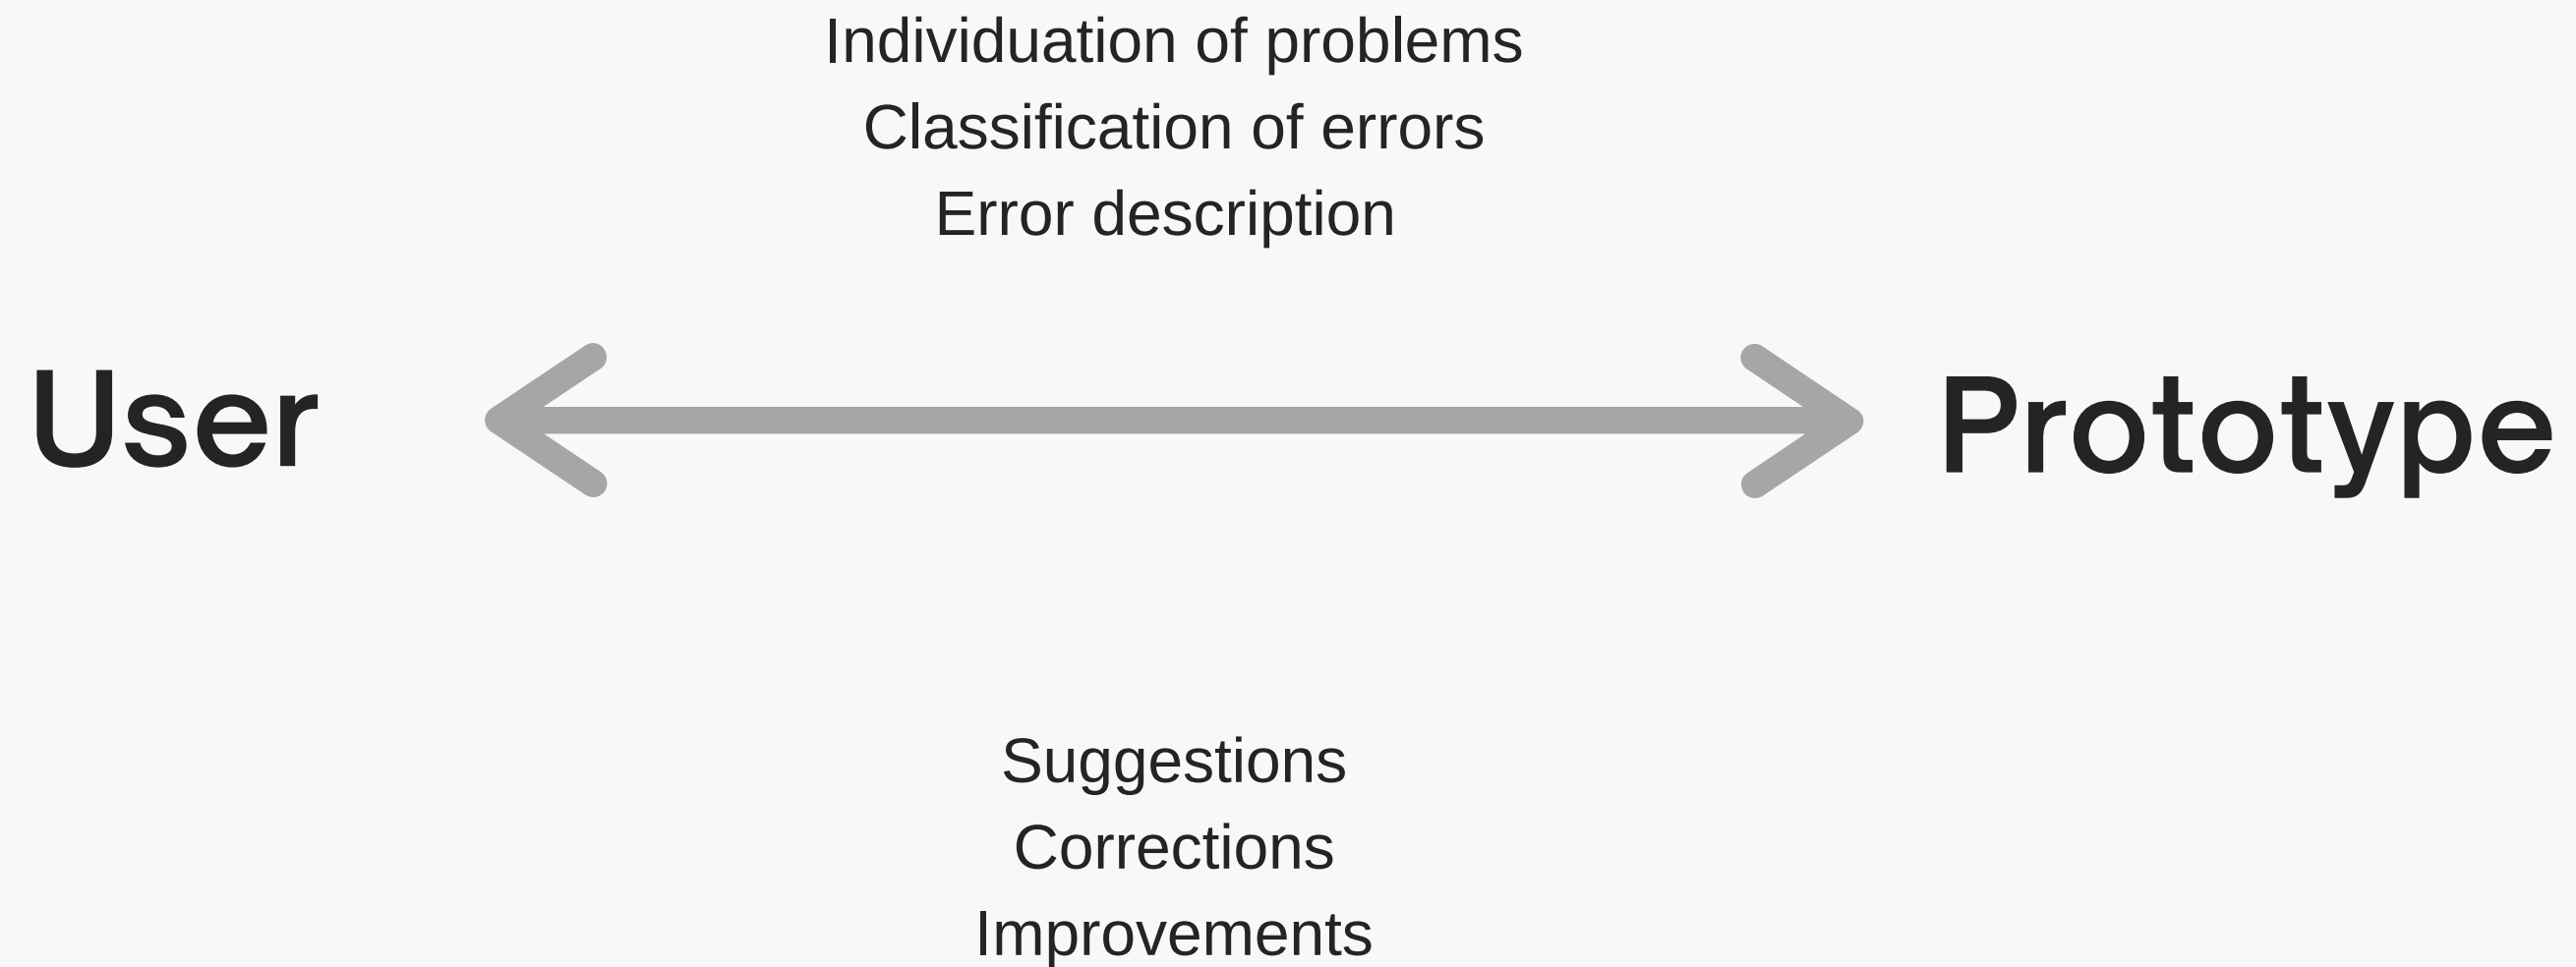 Individuation of problems
Classification of errors
Error description
User
Prototype
Suggestions
Corrections
Improvements